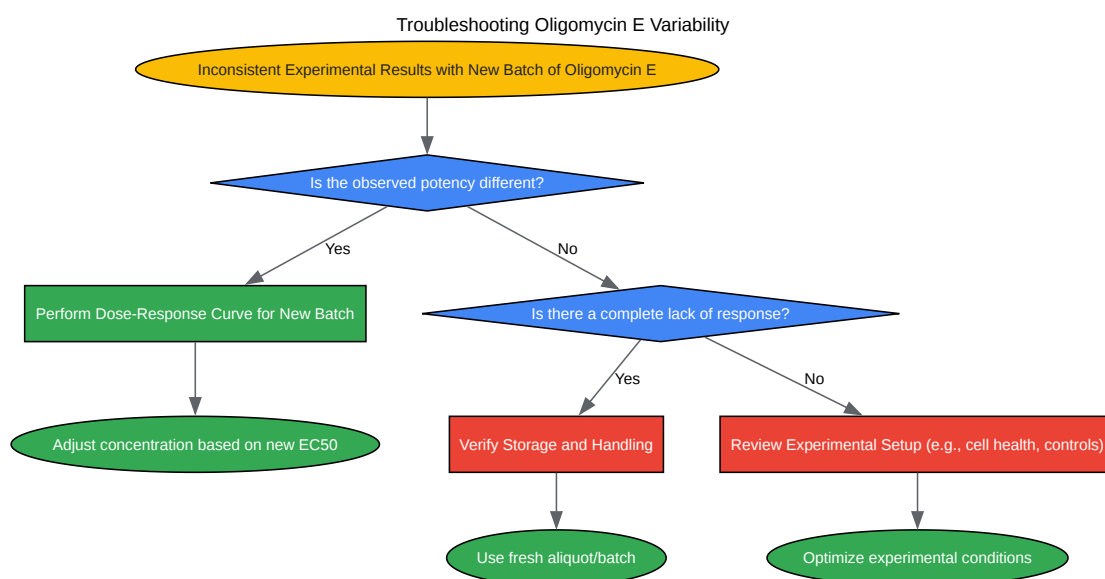 Troubleshooting Oligomycin E Variability
Inconsistent Experimental Results with New Batch of Oligomycin E
Is the observed potency different?
Yes
No
Perform Dose-Response Curve for New Batch
Is there a complete lack of response?
Yes
No
Adjust concentration based on new EC50
Verify Storage and Handling
Review Experimental Setup (e.g., cell health, controls)
Use fresh aliquot/batch
Optimize experimental conditions